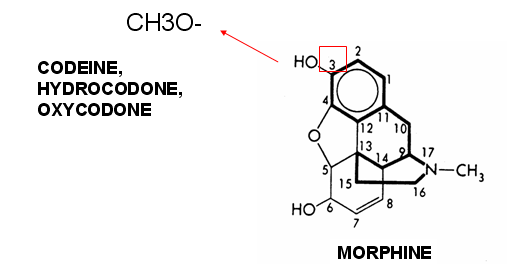 CH3O-
CODEINE,
HYDROCODONE,
OXYCODONE
HO
3
2
1
4
11
12
10
O
13
14
9
17
N
CH3
5
15
16
HO
6
8
7
MORPHINE